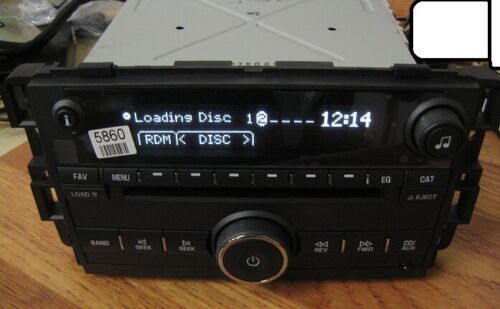 ✱Loading Disc 1 2 - - - - 12:14
RDM < DISC >
i
5860
FAV MENU EQ CAT
LOAD EJECT
BAND SEEK SEEK REV FWD CD/
AUX